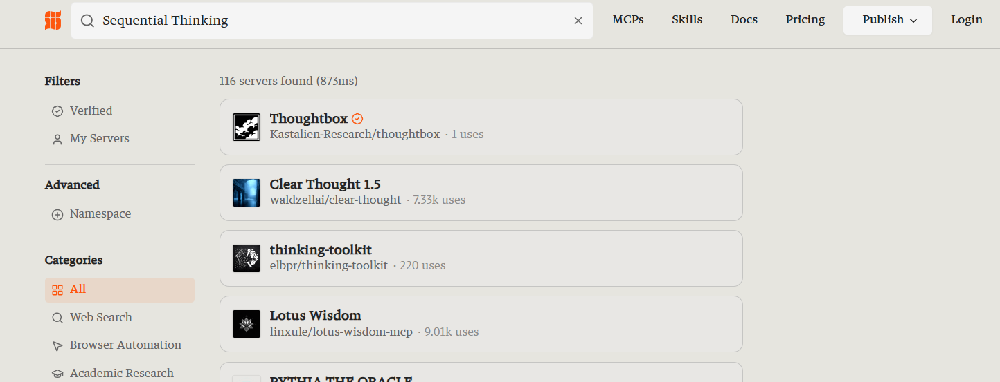 Sequential Thinking
MCPs
Skills
Docs
Pricing
Publish
Login
Filters
Verified
My Servers
Advanced
Namespace
Categories
All
Web Search
Browser Automation
Academic Research
116 servers found (873ms)
Thoughtbox
Kastalien-Research/thoughtbox · 1 uses
Clear Thought 1.5
waldzellai/clear-thought · 7.33k uses
thinking-toolkit
elbpr/thinking-toolkit · 220 uses
Lotus Wisdom
linxule/lotus-wisdom-mcp · 9.01k uses
PYTHIA THE ORACLE